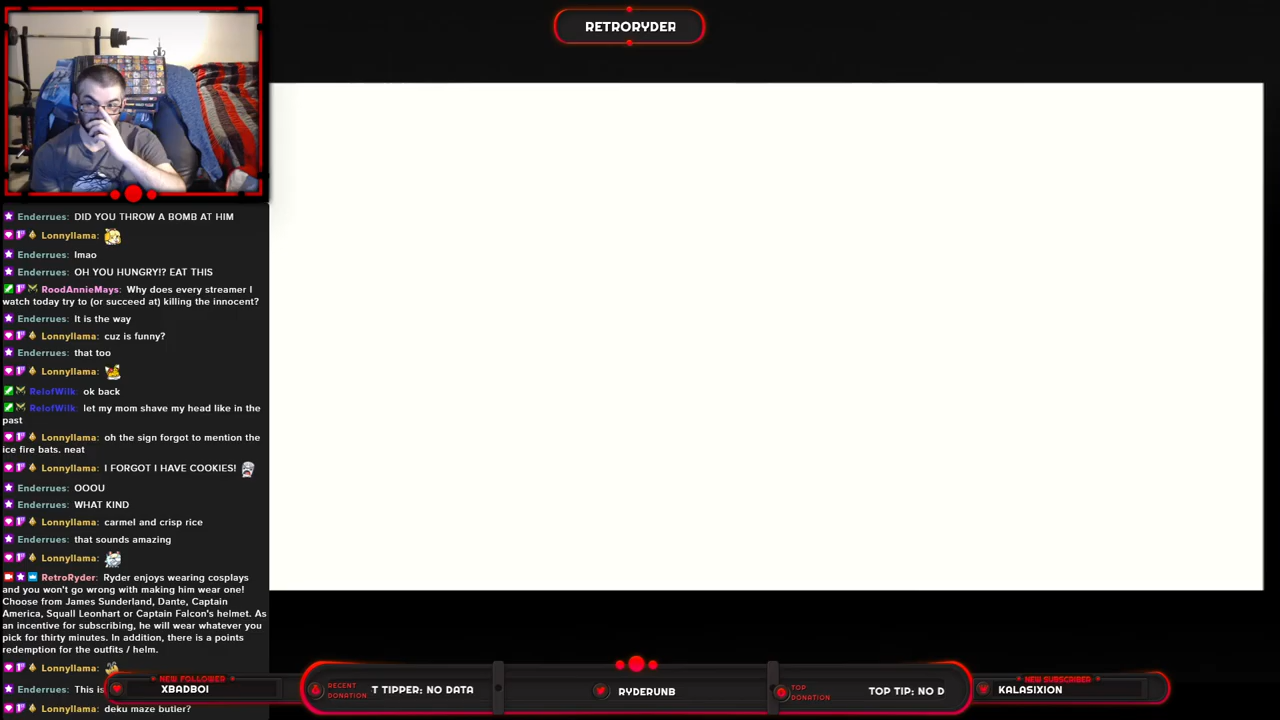 RETRORYDER
Enderrues: DID YOU THROW A BOMB AT HIM
Lonnyllama:
Enderrues: lmao
Enderrues: OH YOU HUNGRY!? EAT THIS
RoodAnnieMays: Why does every streamer I
watch today try to (or succeed at) killing the innocent?
Enderrues: It is the way
Lonnyllama: cuz is funny?
Enderrues: that too
Lonnyllama:
RelofWilk: ok back
RelofWilk: let my mom shave my head like in the
past
Lonnyllama: oh the sign forgot to mention the
ice fire bats. neat
Lonnyllama: I FORGOT I HAVE COOKIES!
Enderrues: OOOU
Enderrues: WHAT KIND
Lonnyllama: carmel and crisp rice
Enderrues: that sounds amazing
Lonnyllama:
RetroRyder: Ryder enjoys wearing cosplays
and you won't go wrong with making him wear one!
Choose from James Sunderland, Dante, Captain
America, Squall Leonhart or Captain Falcon's helmet. As
an incentive for subscribing, he will wear whatever you
pick for thirty minutes. In addition, there is a points
redemption for the outfits / helm.
Lonnyllama:
Enderrues: This is
Lonnyllama: deku maze butler?
NEW FOLLOWER
XBADBOI
RECENT
DONATION
T TIPPER: NO DATA
RYDERUNB
TOP
DONATION
TOP TIP: NO D
NEW SUBSCRIBER
KALASIXION